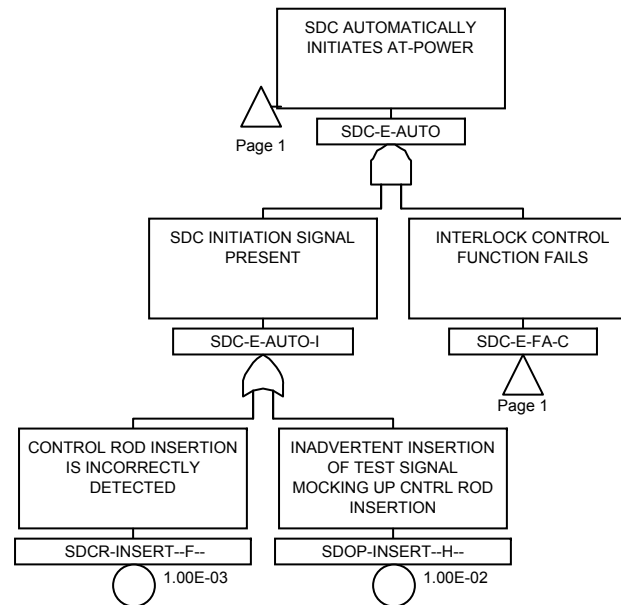 SDC AUTOMATICALLY
INITIATES AT-POWER
Page 1
SDC-E-AUTO
SDC INITIATION SIGNAL
PRESENT
SDC-E-AUTO-I
INTERLOCK CONTROL
FUNCTION FAILS
SDC-E-FA-C
Page 1
CONTROL ROD INSERTION
IS INCORRECTLY
DETECTED
SDCR-INSERT--F--
1.00E-03
INADVERTENT INSERTION
OF TEST SIGNAL
MOCKING UP CNTRL ROD
INSERTION
SDOP-INSERT--H--
1.00E-02